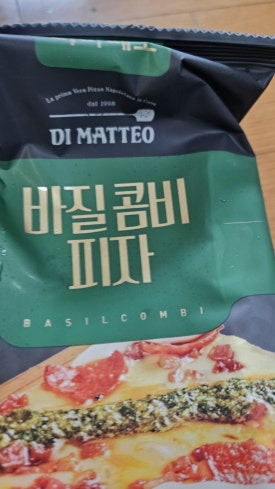 La prima Vera Pizza Napoletana in Corea
dal 1998
DI MATTEO
바질콤비
피자
BASILCOMBI